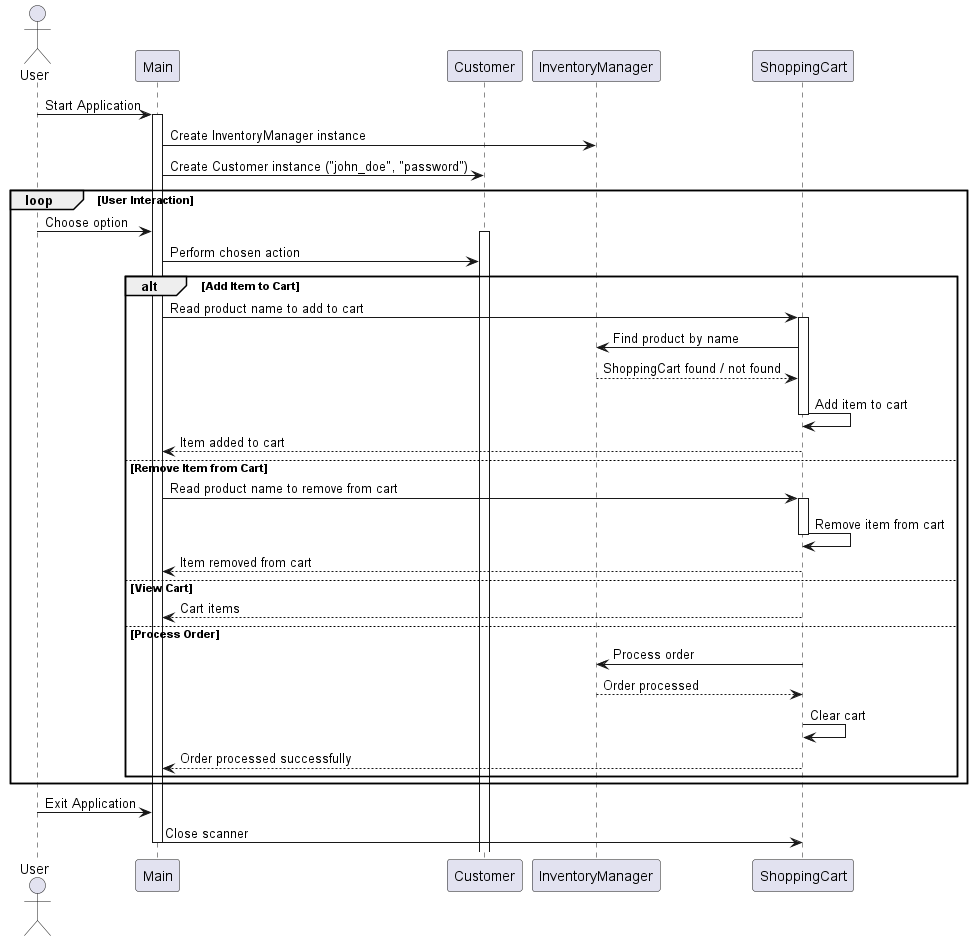 User
Main
Customer
InventoryManager
ShoppingCart
Start Application
Create InventoryManager instance
Create Customer instance ("john_doe", "password")
loop
[User Interaction]
Choose option
Perform chosen action
alt
[Add Item to Cart]
Read product name to add to cart
Find product by name
ShoppingCart found / not found
Add item to cart
Item added to cart
[Remove Item from Cart]
Read product name to remove from cart
Remove item from cart
Item removed from cart
[View Cart]
Cart items
[Process Order]
Process order
Order processed
Clear cart
Order processed successfully
Exit Application
Close scanner
User
Main
Customer
InventoryManager
ShoppingCart